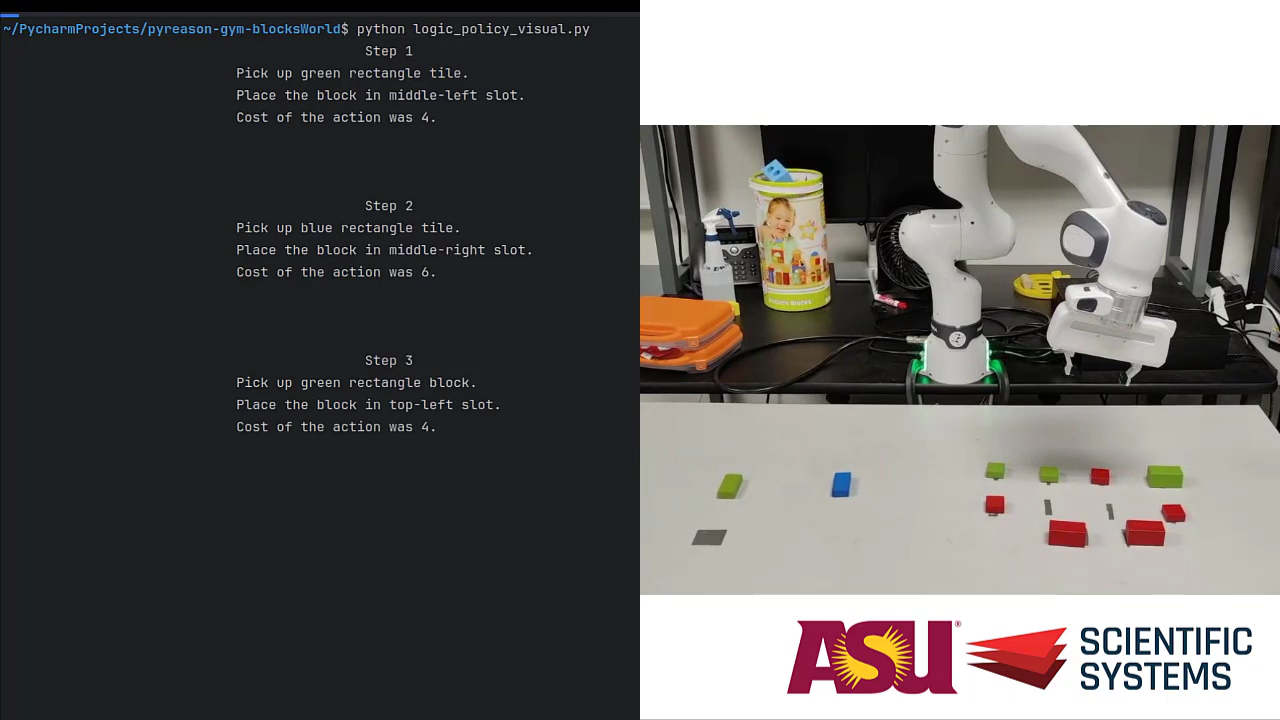 ~/PycharmProjects/pyreason-gym-blocksWorld$ python logic_policy_visual.py
Step 1
Pick up green rectangle tile.
Place the block in middle-left slot.
Cost of the action was 4.
Step 2
Pick up blue rectangle tile.
Place the block in middle-right slot.
Cost of the action was 6.
Step 3
Pick up green rectangle block.
Place the block in top-left slot.
Cost of the action was 4.
ASU®
SCIENTIFIC
SYSTEMS